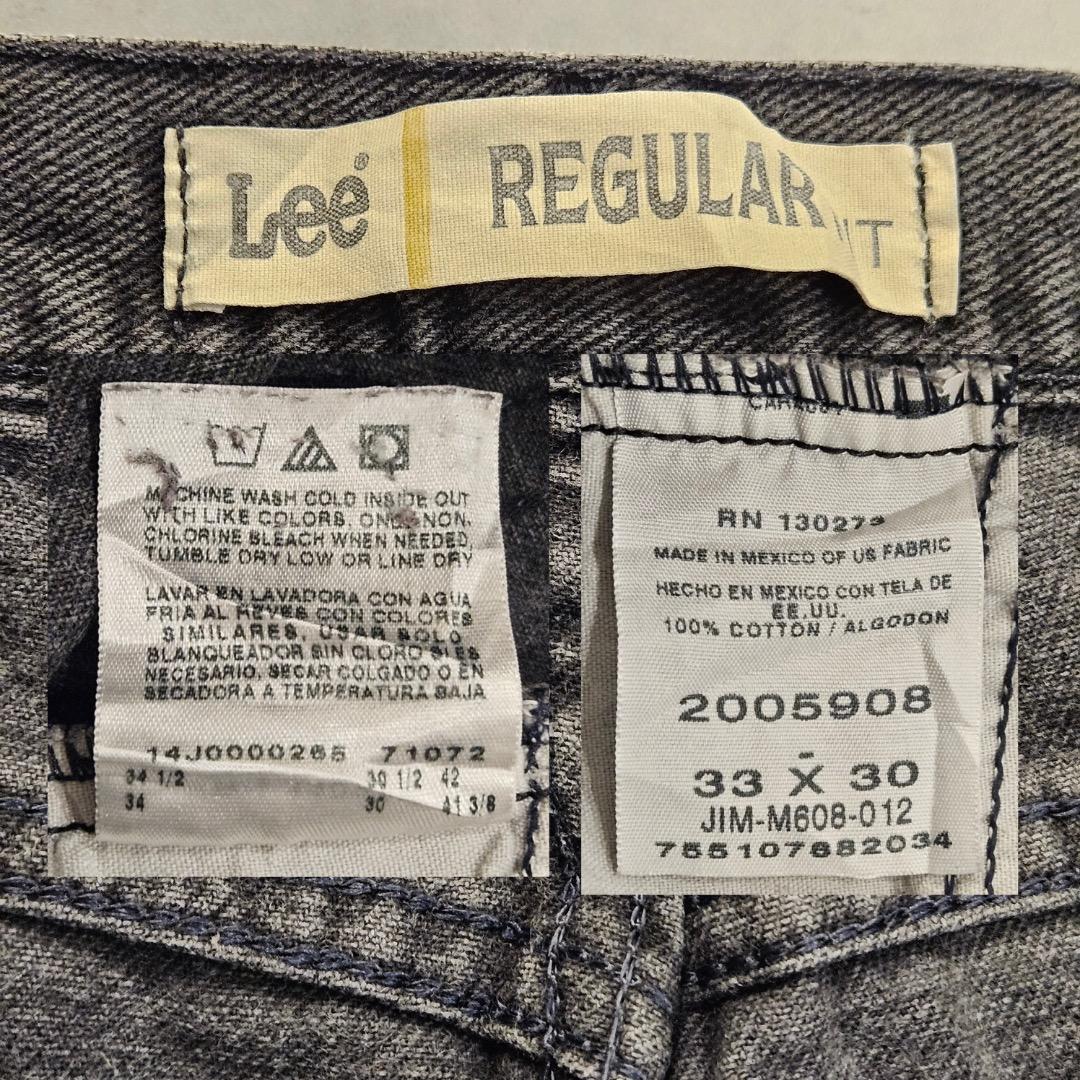 Lee® REGULAR
MACHINE WASH COLD INSIDE OUT
WITH LIKE COLORS. ONLY NON.
CHLORINE BLEACH WHEN NEEDED.
TUMBLE DRY LOW OR LINE DRY
LAVAR EN LAVADORA CON AGUA
FRIA AL REVES CON COLORES
SIMILARES. USAR SOLO
BLANQUEADOR SIN CLORO SI ES
NECESARIO. SECAR COLGADO O EN
SECADORA A TEMPERATURA BAJA
14J0000265 71072
34 1/2 30 1/2 42
34 30 41 3/8
RN 130273
MADE IN MEXICO OF US FABRIC
HECHO EN MEXICO CON TELA DE
EE.UU.
100% COTTON / ALGODON
2005908
33 X 30
JIM-M608-012
755107682034